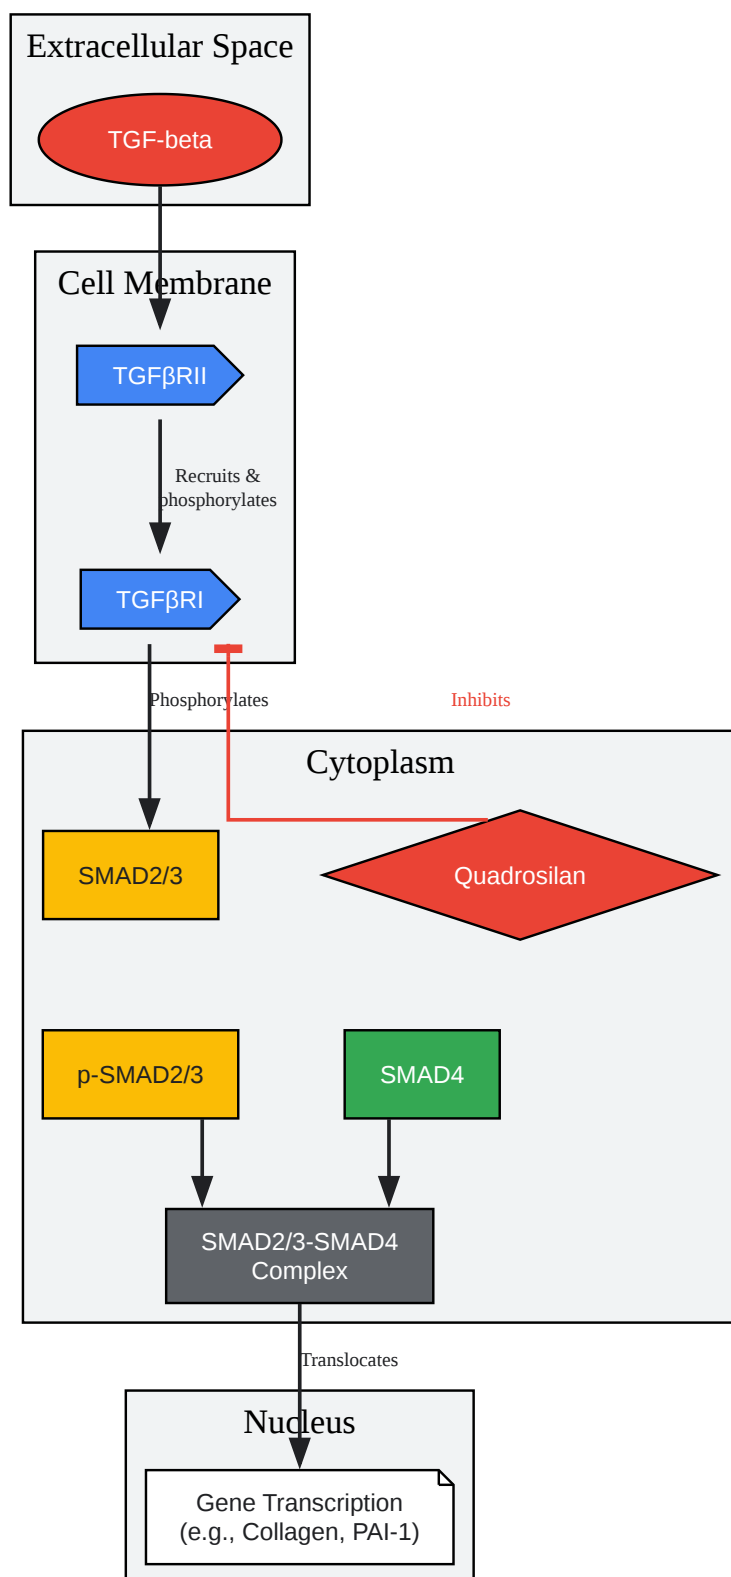 Extracellular Space
TGF-beta
Cell Membrane
TGFβRII
Recruits &
phosphorylates
TGFβRI
Phosphorylates
Inhibits
Cytoplasm
SMAD2/3
Quadrosilan
p-SMAD2/3
SMAD4
SMAD2/3-SMAD4
Complex
Translocates
Nucleus
Gene Transcription
(e.g., Collagen, PAI-1)